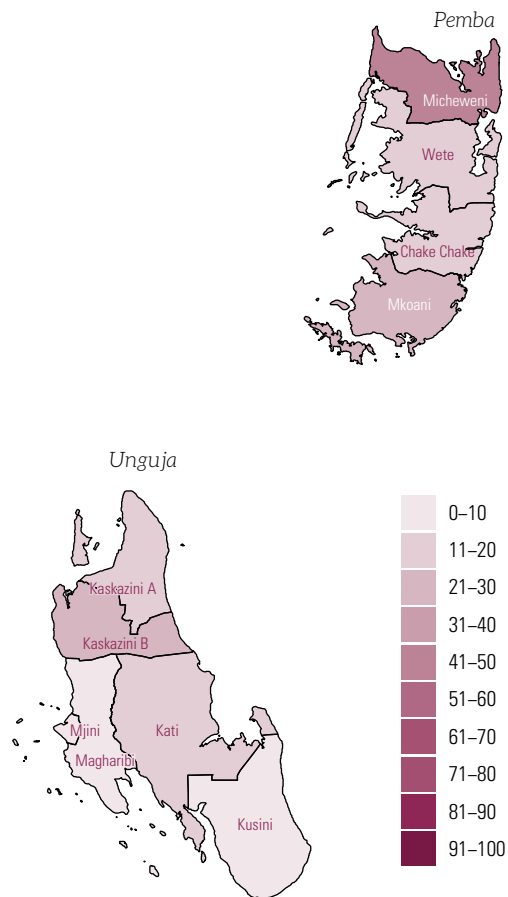 Pemba
Micheweni
Wete
Chake Chake
Mkoani
Unguja
Kaskazini A
Kaskazini B
Mjini
Kati
Magharibi
Kusini
0–10
11–20
21–30
31–40
41–50
51–60
61–70
71–80
81–90
91–100